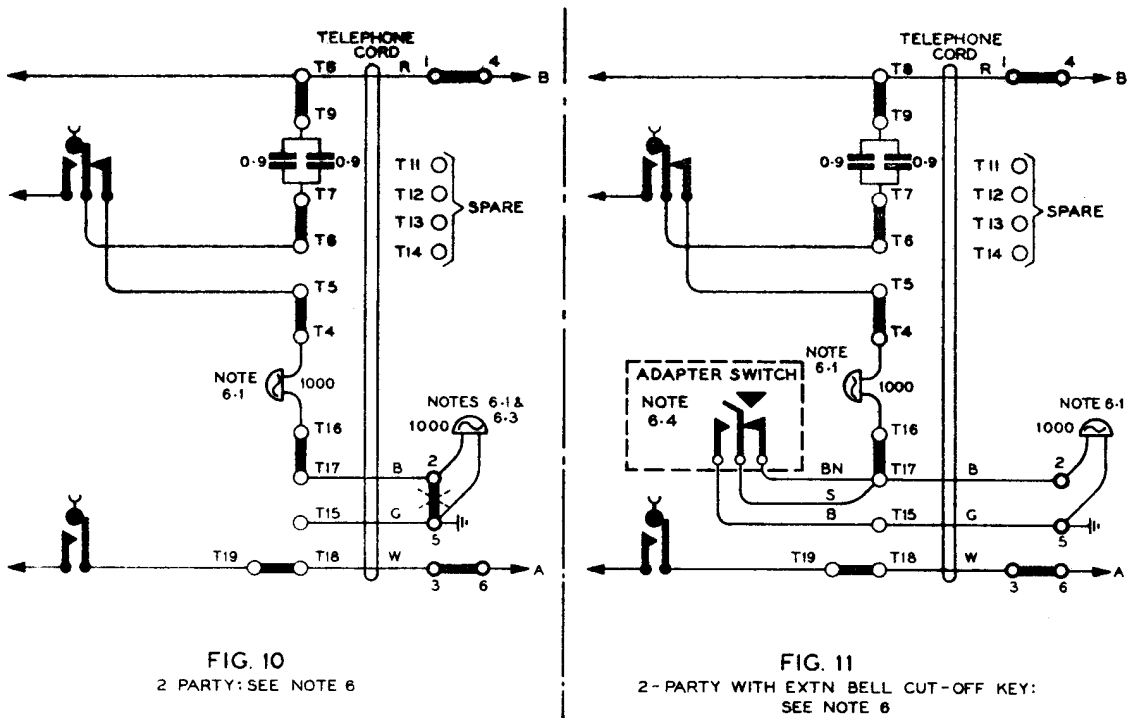 TELEPHONE
CORD
T8 R 1 4 B
T9
0·9 0·9
T11
T12
T13
T14
SPARE
T7
T6
T5
T4
NOTE
6·1
1000
NOTES 6·1 &
6·3
1000
T16
T17 B 2
T15 G 5
T19 T18 W 3 6 A
FIG. 10
2 PARTY: SEE NOTE 6
TELEPHONE
CORD
T8 R 1 4 B
T9
0·9 0·9
T11
T12
T13
T14
SPARE
T7
T6
T5
T4
NOTE
6·1
1000
ADAPTER SWITCH
NOTE
6·4
NOTE 6·1
1000
T16
BN T17 B 2
S
B T15 G 5
T19 T18 W 3 6 A
FIG. 11
2-PARTY WITH EXTN BELL CUT-OFF KEY:
SEE NOTE 6